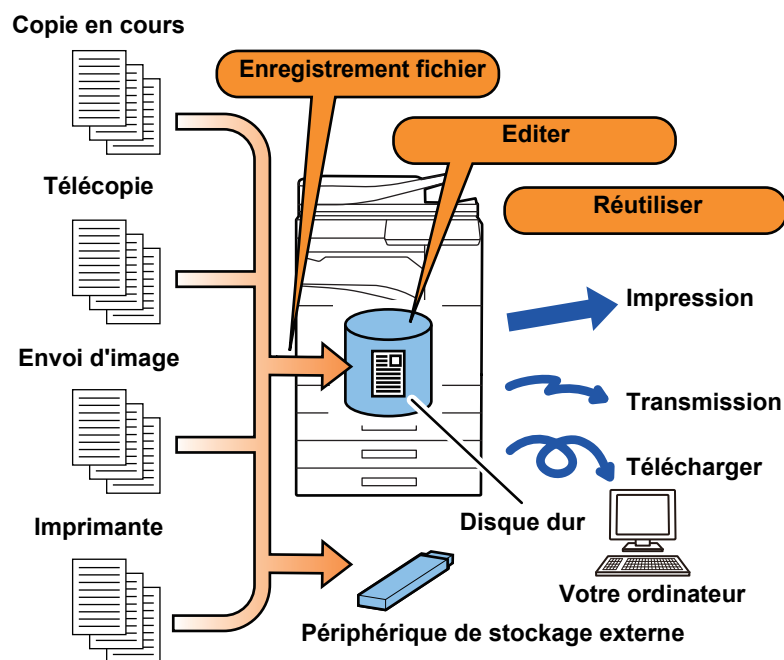 Copie en cours
Enregistrement fichier
Editer
Télécopie
Réutiliser
Impression
Envoi d'image
Transmission
Télécharger
Imprimante
Disque dur
Votre ordinateur
Périphérique de stockage externe